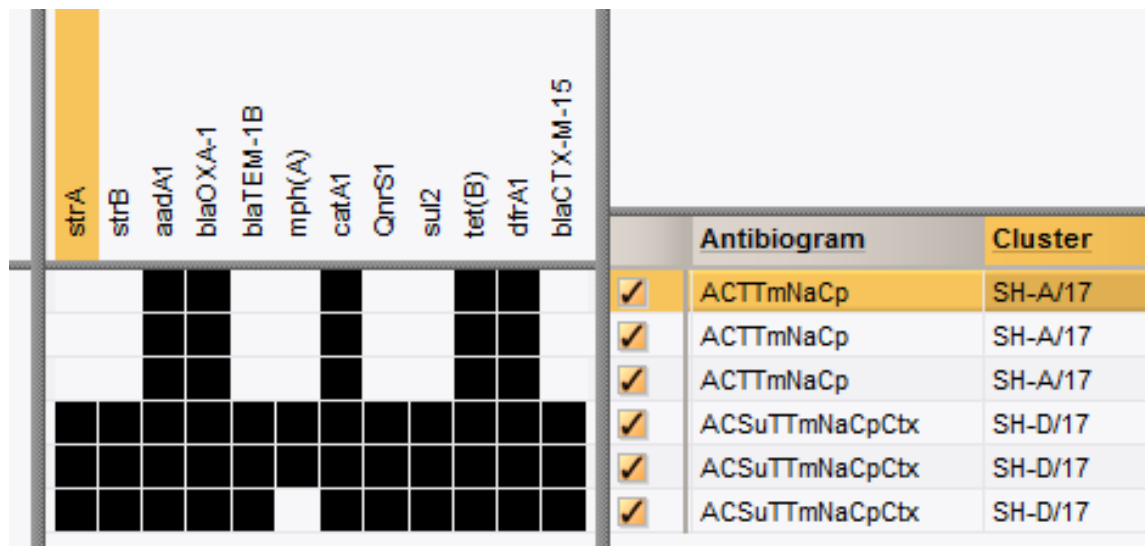 strA
strB
aadA1
blaOXA-1
blaTEM-1B
mph(A)
catA1
QnrS1
sul2
tet(B)
dfrA1
blaCTX-M-15
Antibiogram Cluster
ACTTmNaCp SH-A/17
ACTTmNaCp SH-A/17
ACTTmNaCp SH-A/17
ACSuTTmNaCpCtx SH-D/17
ACSuTTmNaCpCtx SH-D/17
ACSuTTmNaCpCtx SH-D/17